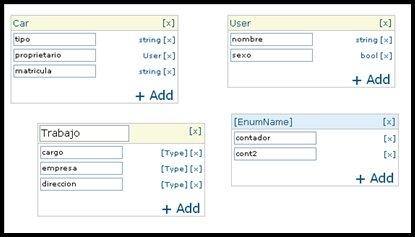 Car [x]
tipo string [x]
proprietario User [x]
matricula string [x]
+ Add
User [x]
nombre string [x]
sexo bool [x]
+ Add
Trabajo [x]
cargo [Type] [x]
empresa [Type] [x]
direccion [Type] [x]
+ Add
[EnumName] [x]
contador [x]
cont2 [x]
+ Add